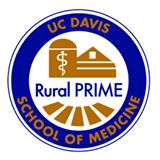 UC DAVIS
Rural PRIME
SCHOOL OF MEDICINE